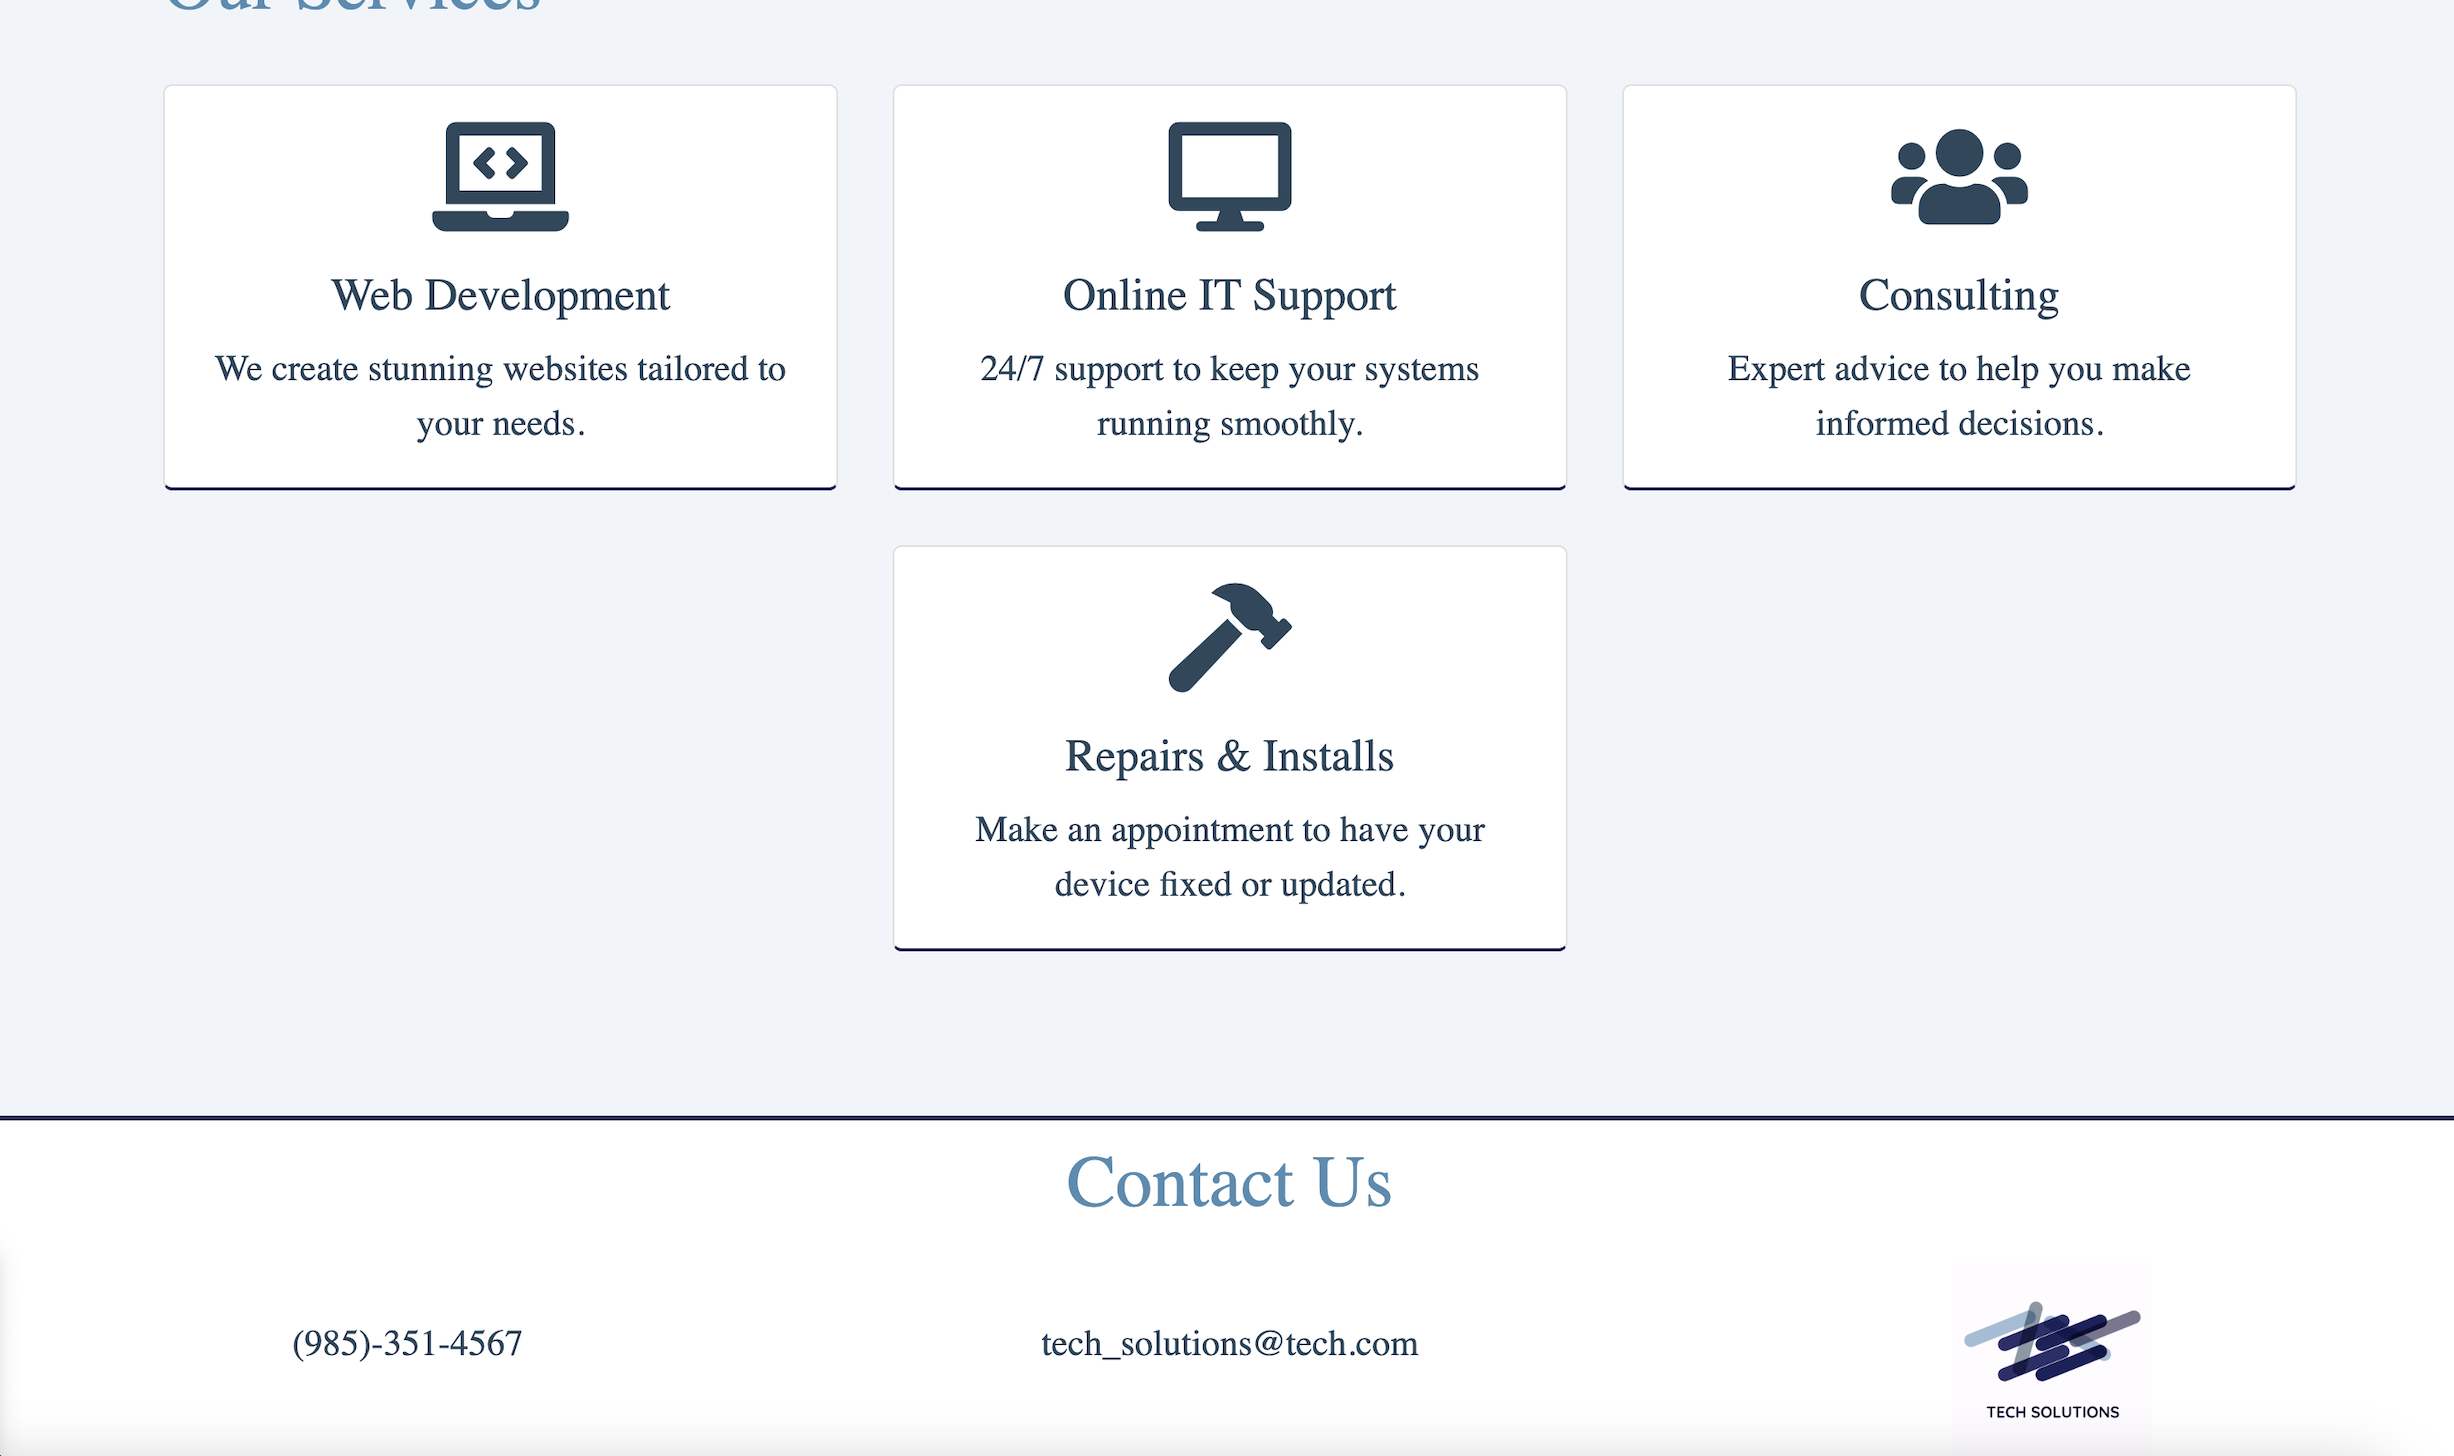 Our Services
Web Development
We create stunning websites tailored to
your needs.
Online IT Support
24/7 support to keep your systems
running smoothly.
Consulting
Expert advice to help you make
informed decisions.
Repairs & Installs
Make an appointment to have your
device fixed or updated.
Contact Us
(985)-351-4567
tech_solutions@tech.com
TECH SOLUTIONS